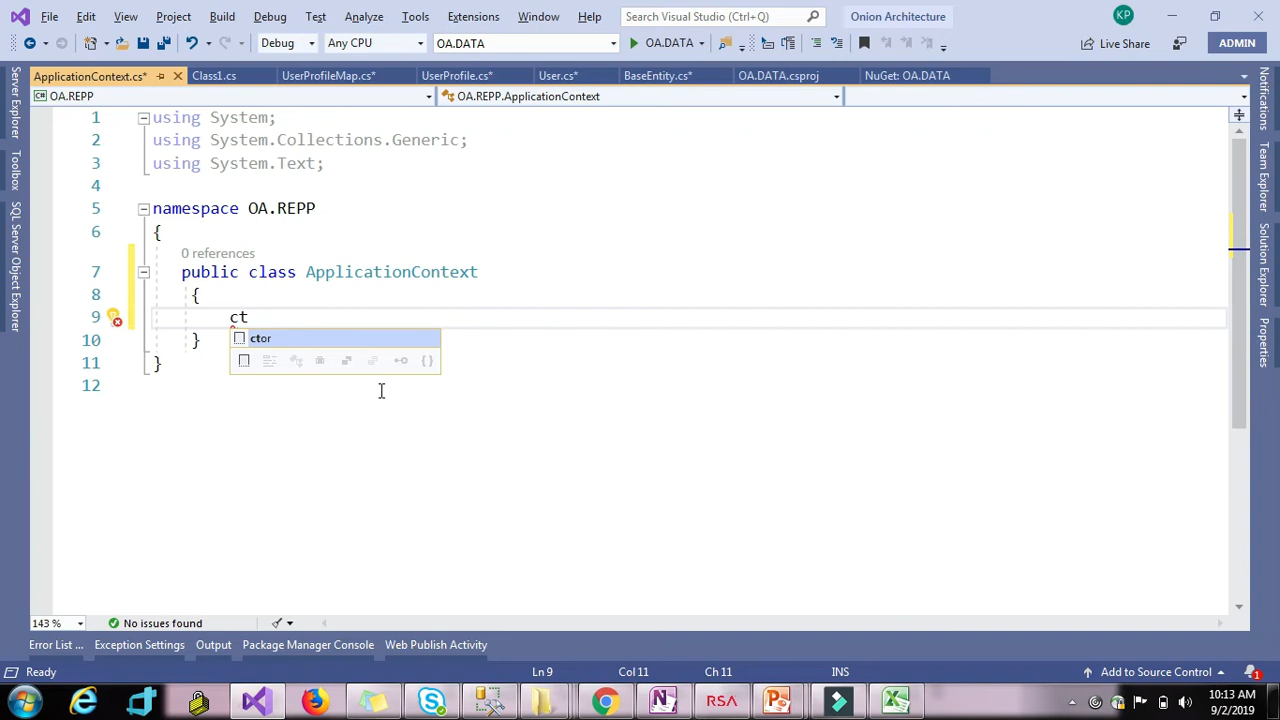 File Edit View Project Build Debug Test Analyze Tools Extensions Window Help Search Visual Studio (Ctrl+Q) Onion Architecture KP
Debug Any CPU OA.DATA OA.DATA Live Share ADMIN
ApplicationContext.cs* Class1.cs UserProfileMap.cs* UserProfile.cs* User.cs* BaseEntity.cs* OA.DATA.csproj NuGet: OA.DATA
OA.REPP OA.REPP.ApplicationContext
Server Explorer
Toolbox
SQL Server Object Explorer
1 using System;
2 using System.Collections.Generic;
3 using System.Text;
4
5 namespace OA.REPP
6 {
0 references
7 public class ApplicationContext
8 {
9 ct
ctor
10 }
11 }
12
Notifications
Team Explorer
Solution Explorer
Properties
143 % No issues found
Error List ... Exception Settings Output Package Manager Console Web Publish Activity
Ready Ln 9 Col 11 Ch 11 INS Add to Source Control 1
RSA
10:13 AM
9/2/2019